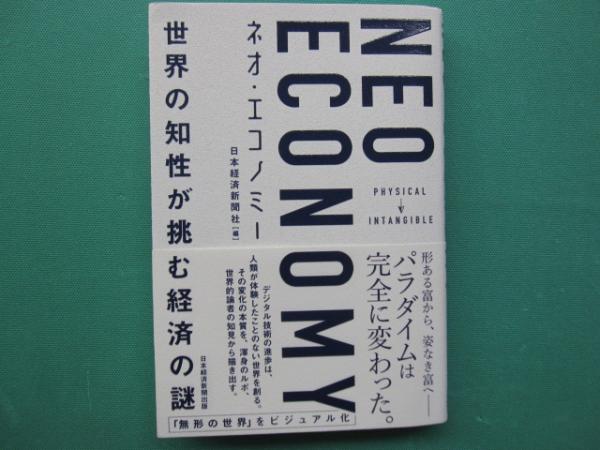 NEO
ECONOMY
ネオ・エコノミー
日本経済新聞社[編]
世界の知性が挑む経済の謎
PHYSICAL
INTANGIBLE
形ある富から、姿なき富へ――
パラダイムは
完全に変わった。
デジタル技術の進歩は、
人類が体験したことのない世界を創る。
その変化の本質を、渾身のルポ、
世界的論者の知見から描き出す。
日本経済新聞出版
「無形の世界」をビジュアル化